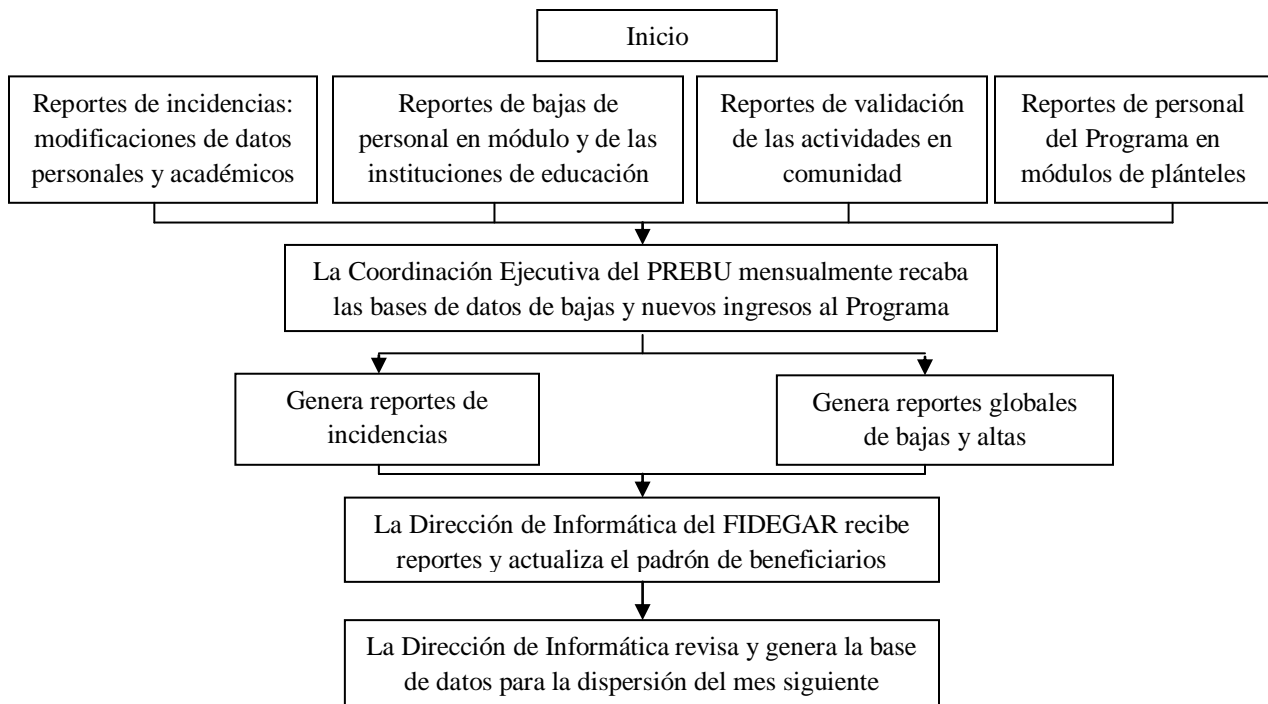 Inicio
Reportes de incidencias:
modificaciones de datos
personales y académicos
Reportes de bajas de
personal en módulo y de las
instituciones de educación
Reportes de validación
de las actividades en
comunidad
Reportes de personal
del Programa en
módulos de plánteles
La Coordinación Ejecutiva del PREBU mensualmente recaba
las bases de datos de bajas y nuevos ingresos al Programa
Genera reportes de
incidencias
Genera reportes globales
de bajas y altas
La Dirección de Informática del FIDEGAR recibe
reportes y actualiza el padrón de beneficiarios
La Dirección de Informática revisa y genera la base
de datos para la dispersión del mes siguiente